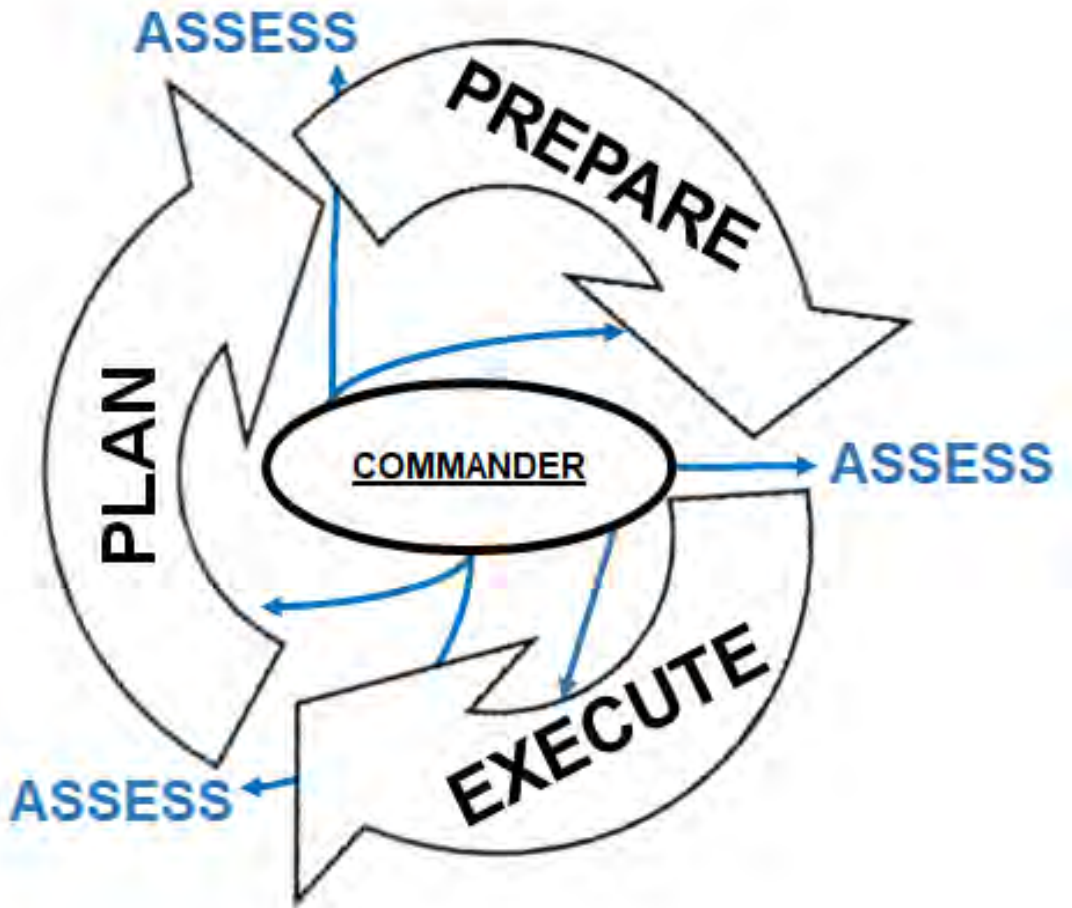 ASSESS
PREPARE
PLAN
COMMANDER
ASSESS
EXECUTE
ASSESS